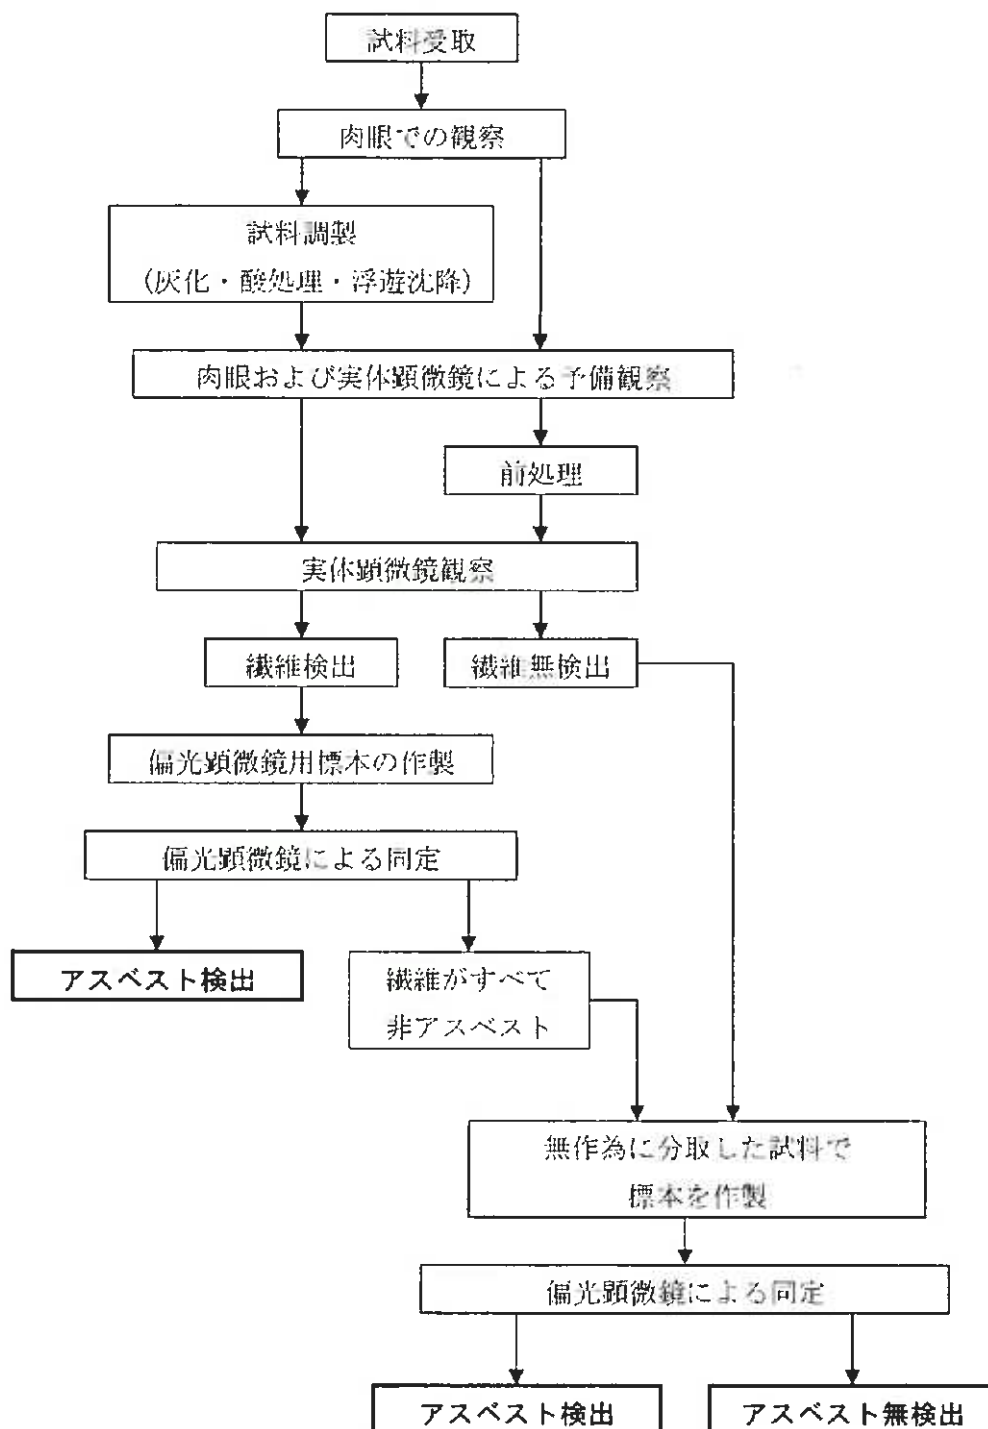 試料受取
肉眼での観察
試料調製
（灰化・酸処理・浮遊沈降）
肉眼および実体顕微鏡による予備観察
前処理
実体顕微鏡観察
繊維検出
繊維無検出
偏光顕微鏡用標本の作製
偏光顕微鏡による同定
アスベスト検出
繊維がすべて
非アスベスト
無作為に分取した試料で
標本を作製
偏光顕微鏡による同定
アスベスト検出
アスベスト無検出